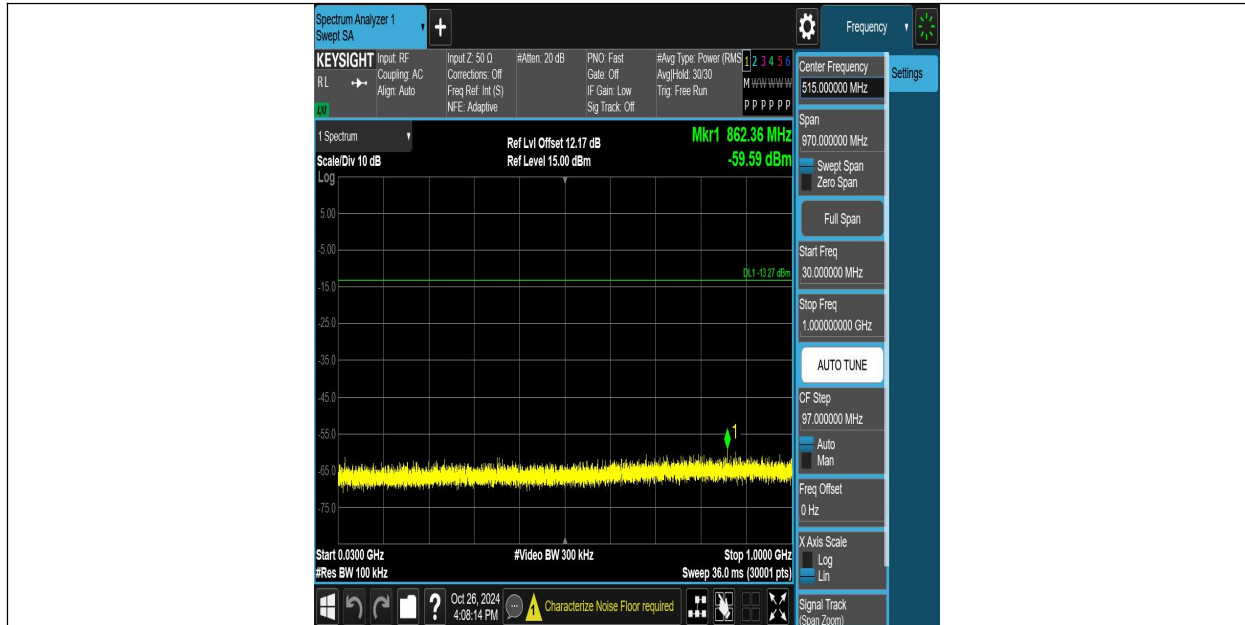 Spectrum Analyzer 1
Swept SA
+
Frequency
KEYSIGHT
RL
Input: RF
Coupling: AC
Align: Auto
Input Z: 50 Ω
Corrections: Off
Freq Ref: Int (S)
NFE: Adaptive
#Atten: 20 dB
PNO: Fast
Gate: Off
IF Gain: Low
Sig Track: Off
#Avg Type: Power (RMS
Avg|Hold: 30/30
Trig: Free Run
1 2 3 4 5 6
M W W W W W
P P P P P P
LXI
1 Spectrum
Scale/Div 10 dB
Log
Ref Lvl Offset 12.17 dB
Ref Level 15.00 dBm
Mkr1 862.36 MHz
-59.59 dBm
5.00
-5.00
DL1 -13.27 dBm
-15.0
-25.0
-35.0
-45.0
-55.0
1
-65.0
-75.0
Start 0.0300 GHz
#Video BW 300 kHz
Stop 1.0000 GHz
#Res BW 100 kHz
Sweep 36.0 ms (30001 pts)
?
Oct 26, 2024
4:08:14 PM
1
Characterize Noise Floor required
Center Frequency
515.000000 MHz
Settings
Span
970.000000 MHz
Swept Span
Zero Span
Full Span
Start Freq
30.000000 MHz
Stop Freq
1.000000000 GHz
AUTO TUNE
CF Step
97.000000 MHz
Auto
Man
Freq Offset
0 Hz
X Axis Scale
Log
Lin
Signal Track
(Span Zoom)